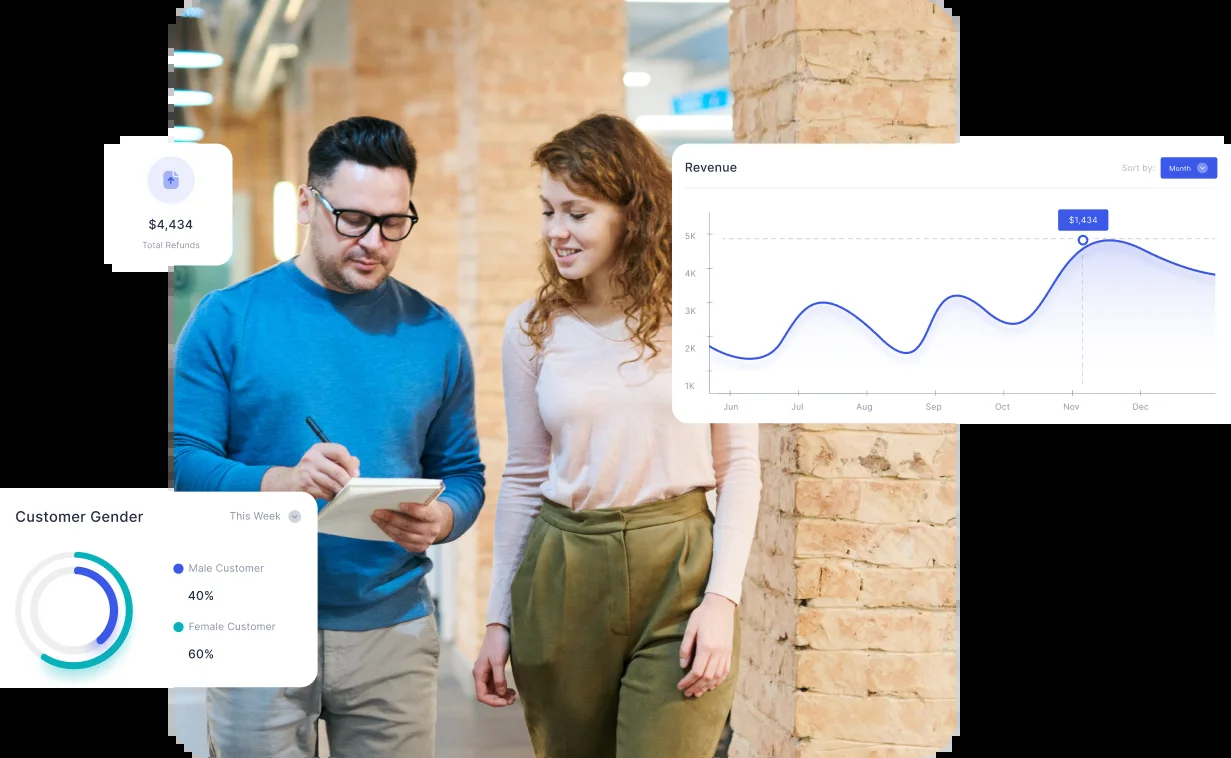 $4,434
Total Refunds
Revenue
Sort by: Month
$1,434
5K
4K
3K
2K
1K
Jun Jul Aug Sep Oct Nov Dec
Customer Gender
This Week
Male Customer
40%
Female Customer
60%